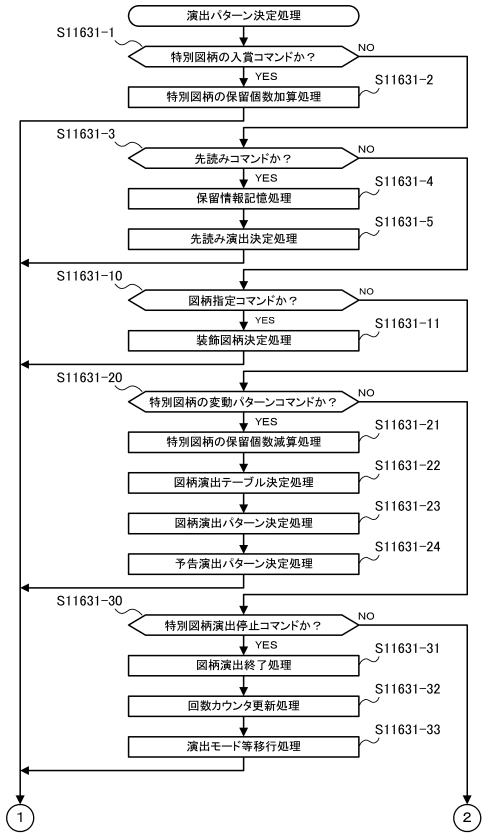 演出パターン決定処理
S11631-1
特別図柄の入賞コマンドか？
NO
YES
S11631-2
特別図柄の保留個数加算処理
S11631-3
先読みコマンドか？
NO
YES
S11631-4
保留情報記憶処理
S11631-5
先読み演出決定処理
S11631-10
図柄指定コマンドか？
NO
YES
S11631-11
装飾図柄決定処理
S11631-20
特別図柄の変動パターンコマンドか？
NO
YES
S11631-21
特別図柄の保留個数減算処理
S11631-22
図柄演出テーブル決定処理
S11631-23
図柄演出パターン決定処理
S11631-24
予告演出パターン決定処理
S11631-30
特別図柄演出停止コマンドか？
NO
YES
S11631-31
図柄演出終了処理
S11631-32
回数カウンタ更新処理
S11631-33
演出モード等移行処理
1
2